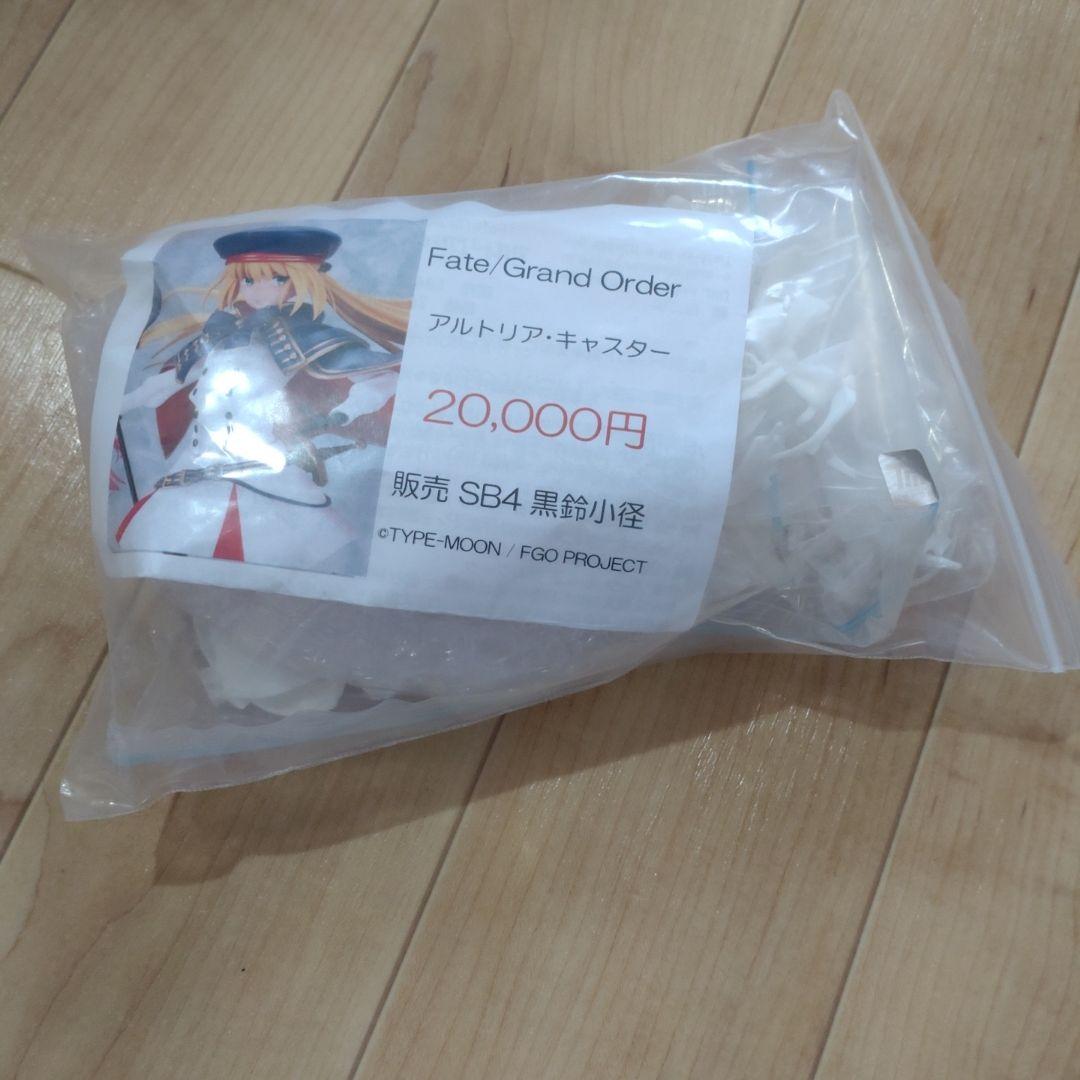 Fate/Grand Order
アルトリア・キャスター
20,000円
販売 SB4 黒鈴小径
©TYPE-MOON / FGO PROJECT